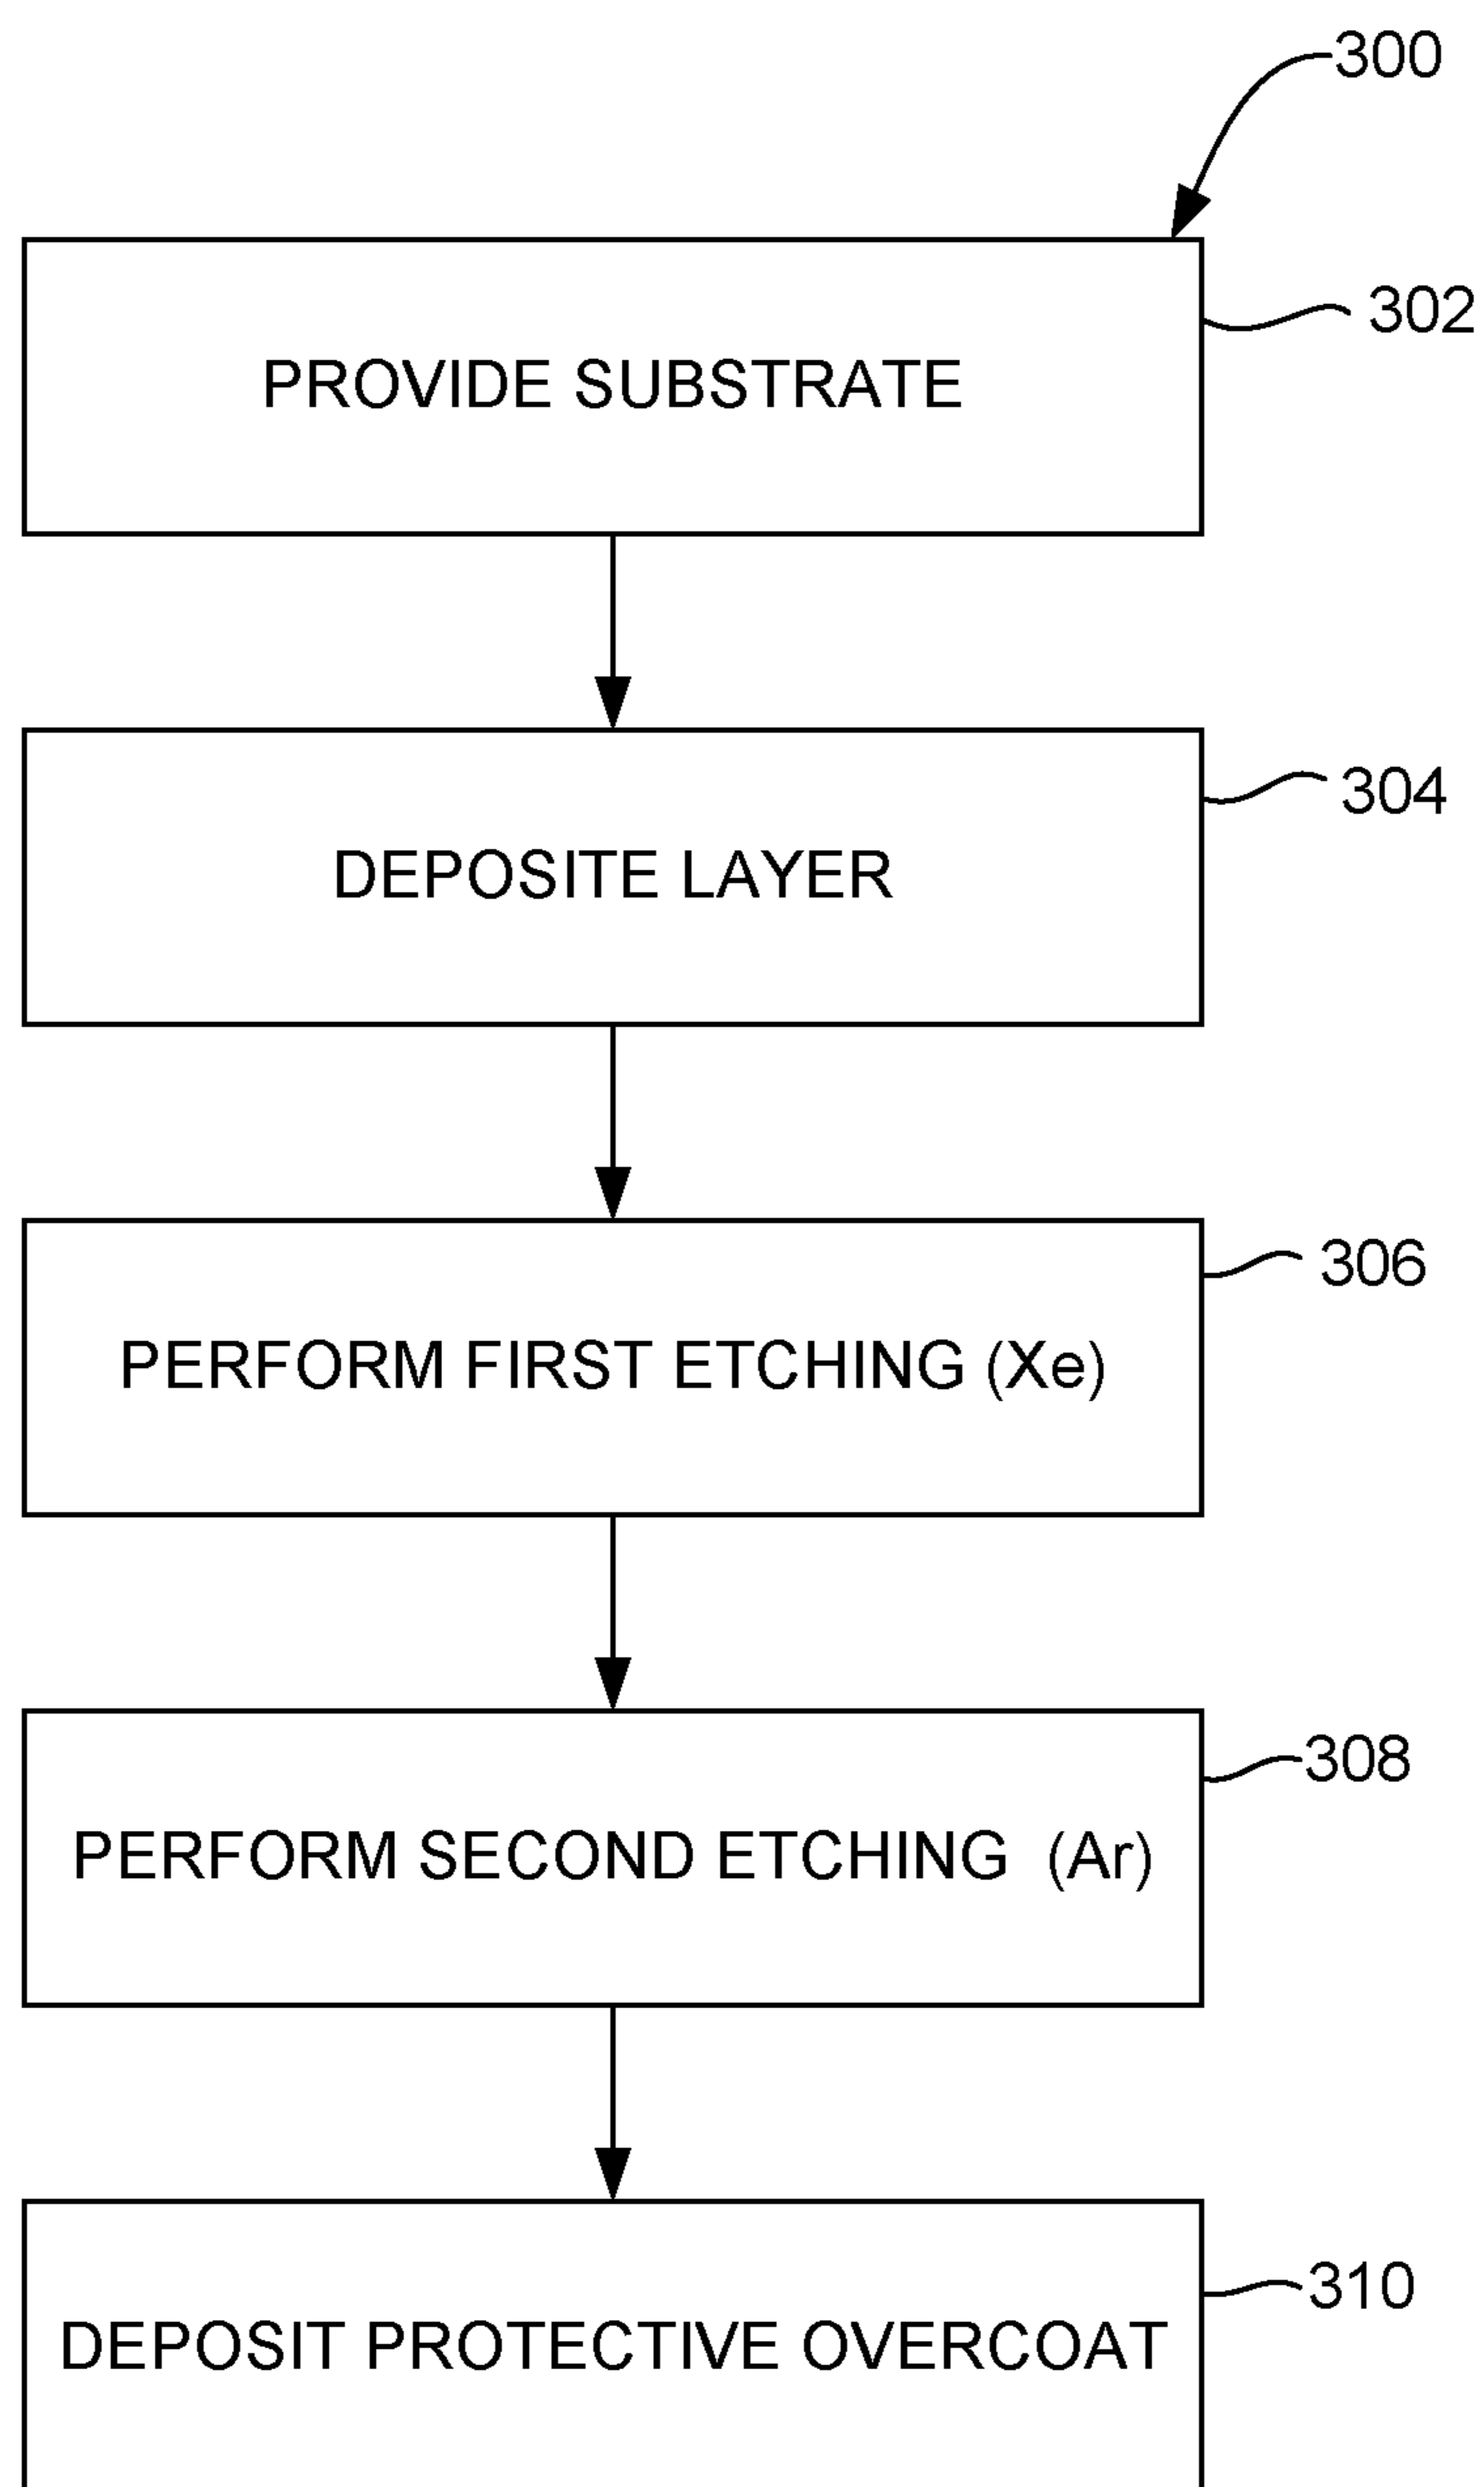 300
302
PROVIDE SUBSTRATE
304
DEPOSITE LAYER
306
PERFORM FIRST ETCHING (Xe)
308
PERFORM SECOND ETCHING (Ar)
310
DEPOSIT PROTECTIVE OVERCOAT